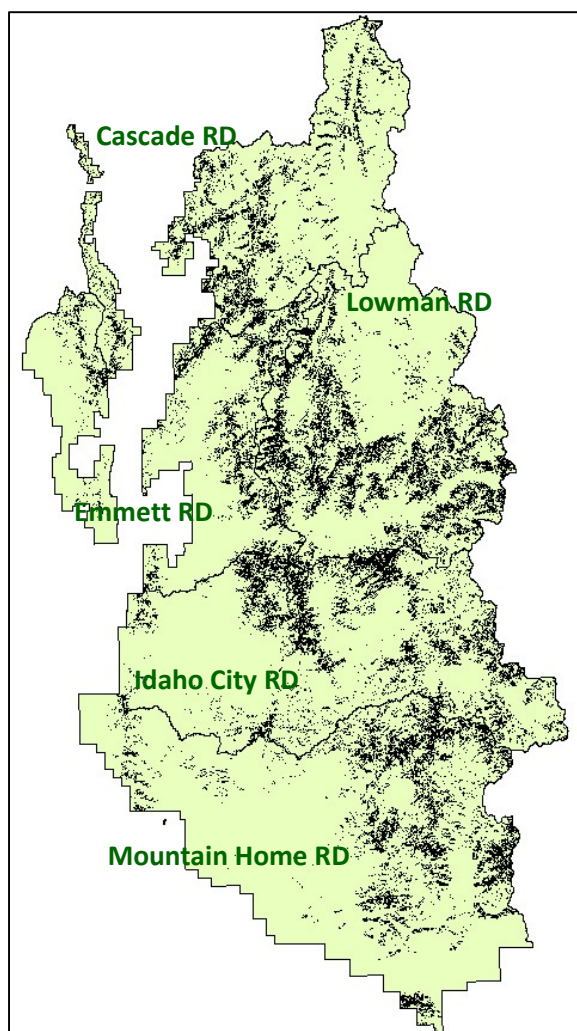 Cascade RD
Lowman RD
Emmett RD
Idaho City RD
Mountain Home RD